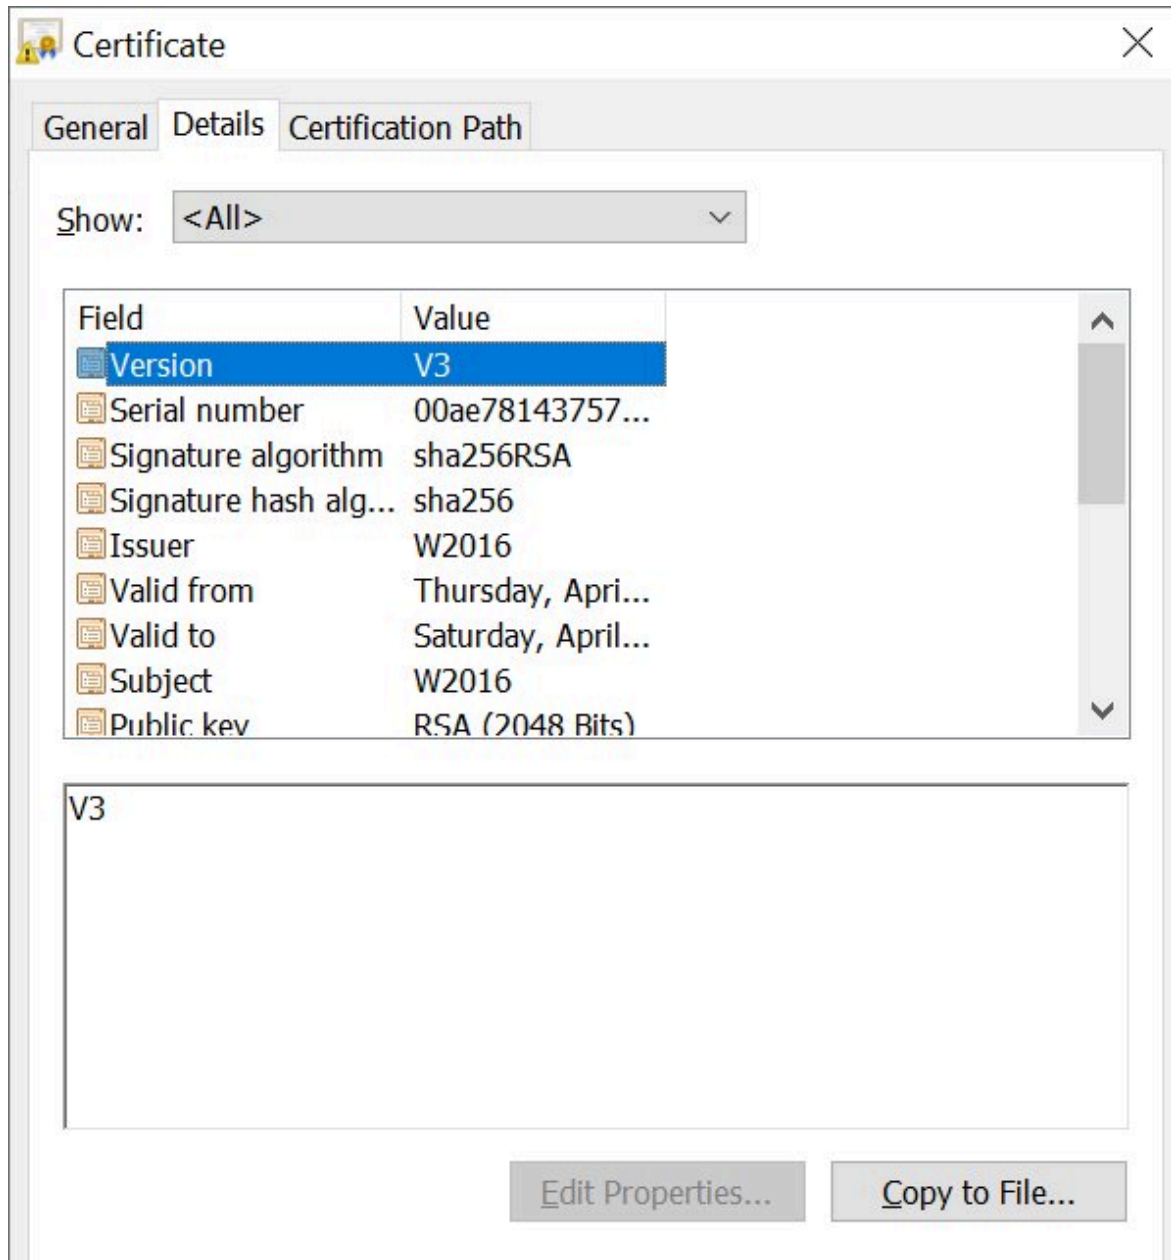 Certificate
General Details Certification Path
Show: <All>
Field Value
Version V3
Serial number 00ae78143757...
Signature algorithm sha256RSA
Signature hash alg... sha256
Issuer W2016
Valid from Thursday, Apri...
Valid to Saturday, April...
Subject W2016
Public key RSA (2048 Bits)
V3
Edit Properties... Copy to File...